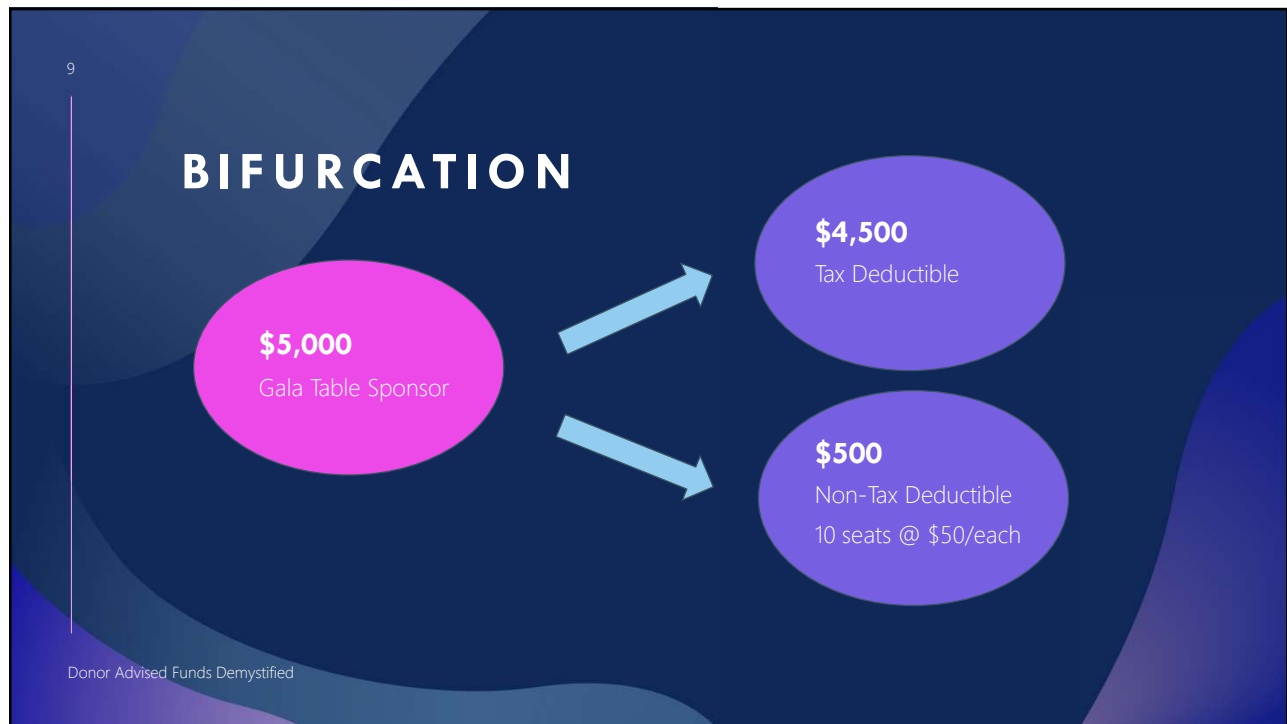 9
BIFURCATION
$5,000
Gala Table Sponsor
$4,500
Tax Deductible
$500
Non-Tax Deductible
10 seats @ $50/each
Donor Advised Funds Demystified